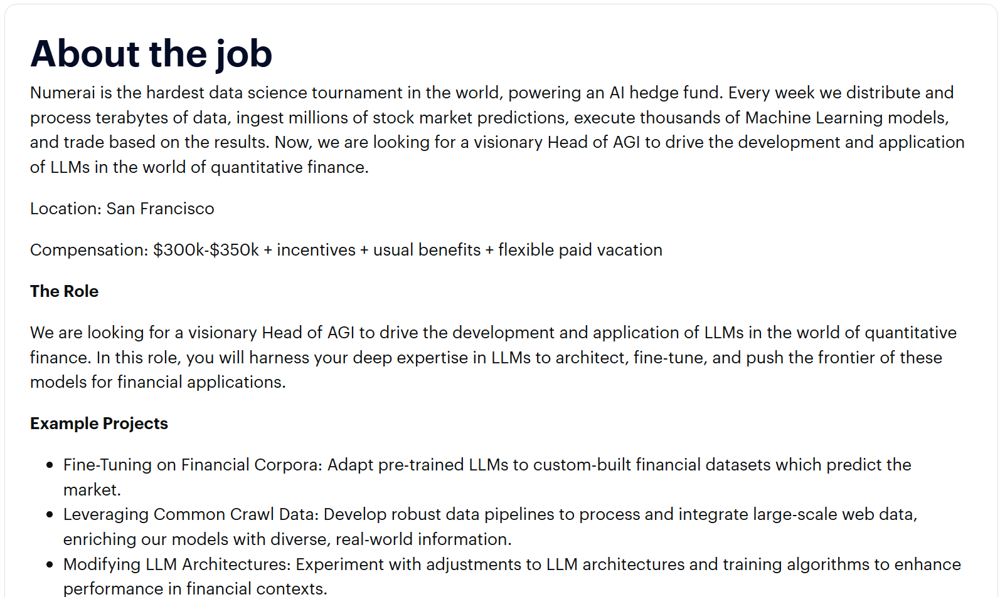 About the job
Numerai is the hardest data science tournament in the world, powering an AI hedge fund. Every week we distribute and
process terabytes of data, ingest millions of stock market predictions, execute thousands of Machine Learning models,
and trade based on the results. Now, we are looking for a visionary Head of AGI to drive the development and application
of LLMs in the world of quantitative finance.
Location: San Francisco
Compensation: $300k-$350k + incentives + usual benefits + flexible paid vacation
The Role
We are looking for a visionary Head of AGI to drive the development and application of LLMs in the world of quantitative
finance. In this role, you will harness your deep expertise in LLMs to architect, fine-tune, and push the frontier of these
models for financial applications.
Example Projects
• Fine-Tuning on Financial Corpora: Adapt pre-trained LLMs to custom-built financial datasets which predict the
market.
• Leveraging Common Crawl Data: Develop robust data pipelines to process and integrate large-scale web data,
enriching our models with diverse, real-world information.
• Modifying LLM Architectures: Experiment with adjustments to LLM architectures and training algorithms to enhance
performance in financial contexts.